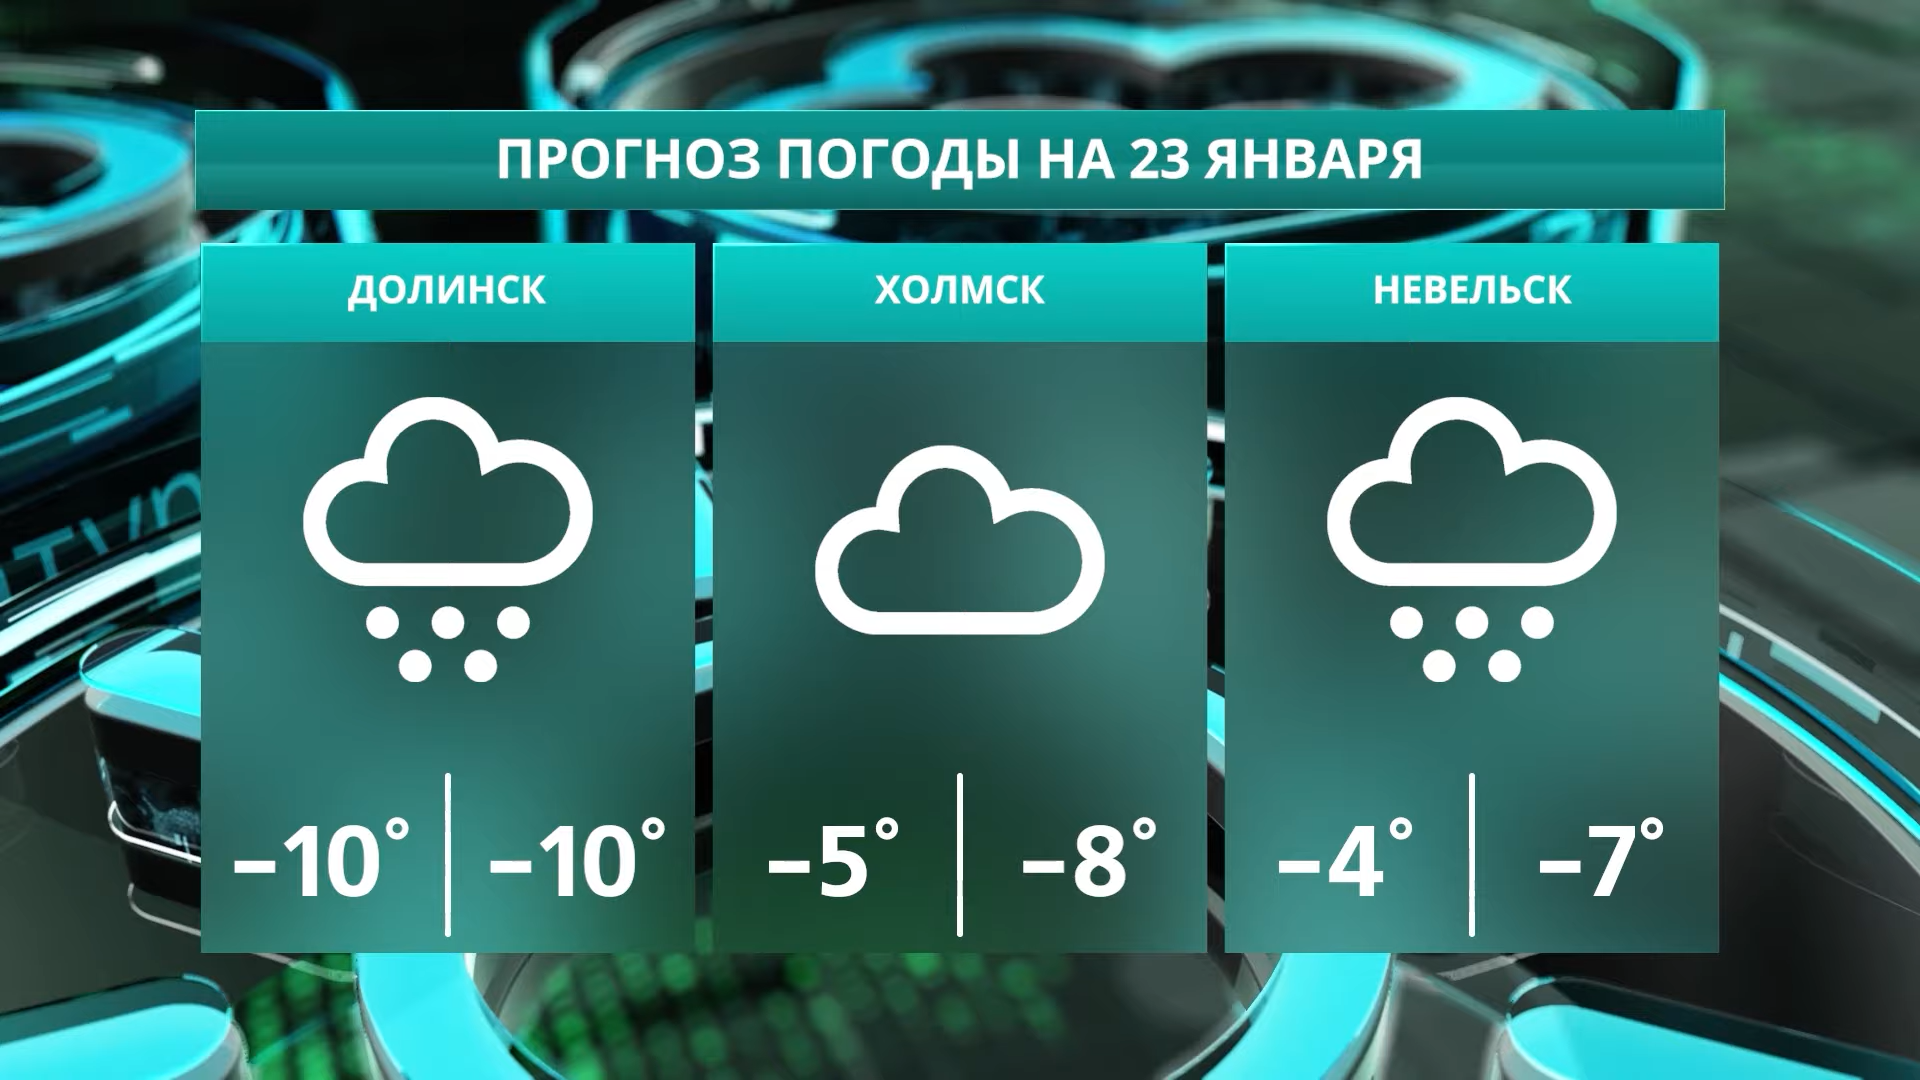 ПРОГНОЗ ПОГОДЫ НА 23 ЯНВАРЯ
ДОЛИНСК
ХОЛМСК
НЕВЕЛЬСК
–10° –10°
–5° –8°
–4° –7°